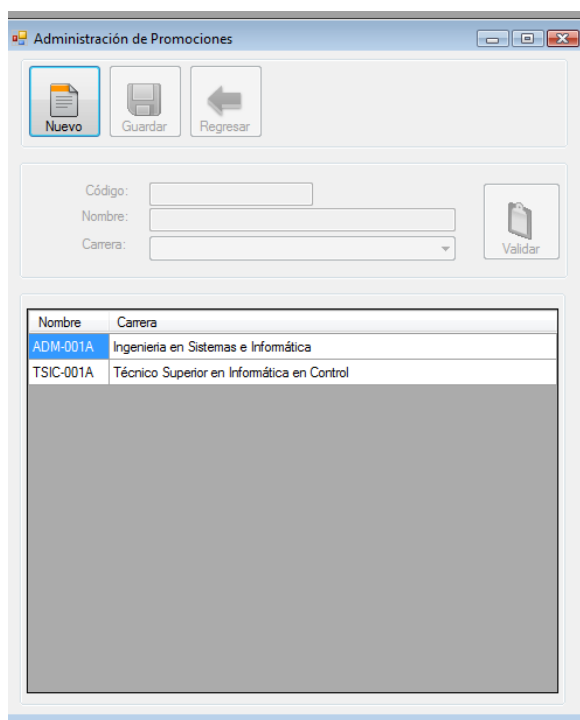 Administración de Promociones
Nuevo Guardar Regresar
Código:
Nombre:
Carrera:
Validar
Nombre Carrera
ADM-001A Ingenieria en Sistemas e Informática
TSIC-001A Técnico Superior en Informática en Control